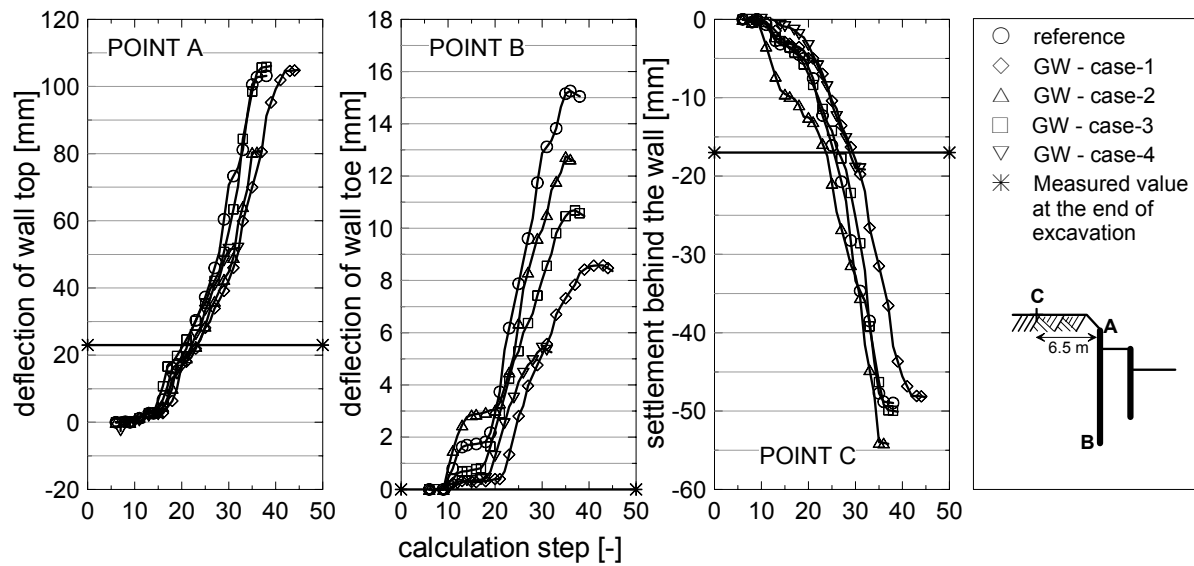 POINT A
deflection of wall top [mm]
120
100
80
60
40
20
0
-20
0 10 20 30 40 50
POINT B
deflection of wall toe [mm]
18
16
14
12
10
8
6
4
2
0
0 10 20 30 40 50
calculation step [-]
POINT C
settlement behind the wall [mm]
0
-10
-20
-30
-40
-50
-60
0 10 20 30 40 50
reference
GW - case-1
GW - case-2
GW - case-3
GW - case-4
Measured value
at the end of
excavation
C
A
6.5 m
B